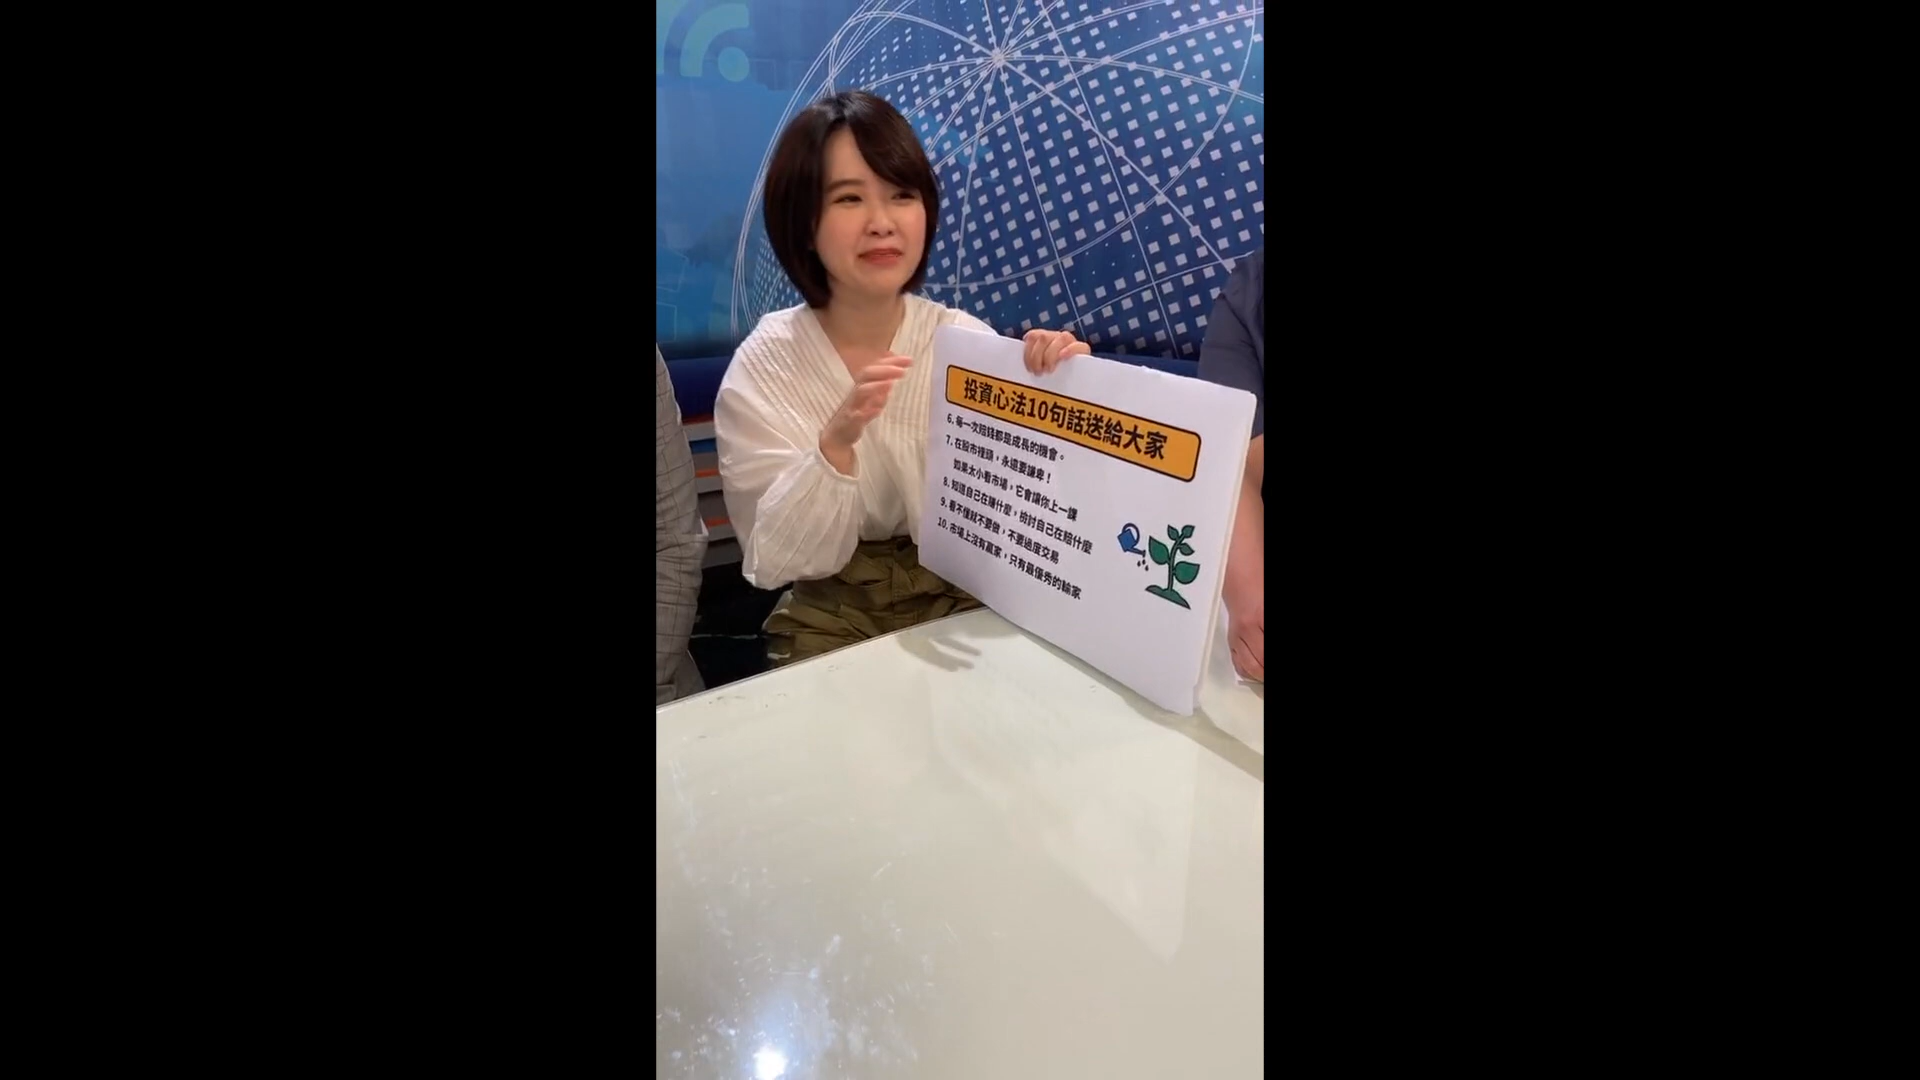 投資心法10句話送給大家
6. 每一次賠錢都是成長的機會。
7. 在股市裡頭，永遠要謙卑！
如果太小看市場，它會讓你上一課
8. 知道自己在賺什麼，檢討自己在賠什麼
9. 看不懂就不要做，不要過度交易
10. 市場上沒有贏家，只有最優秀的輸家